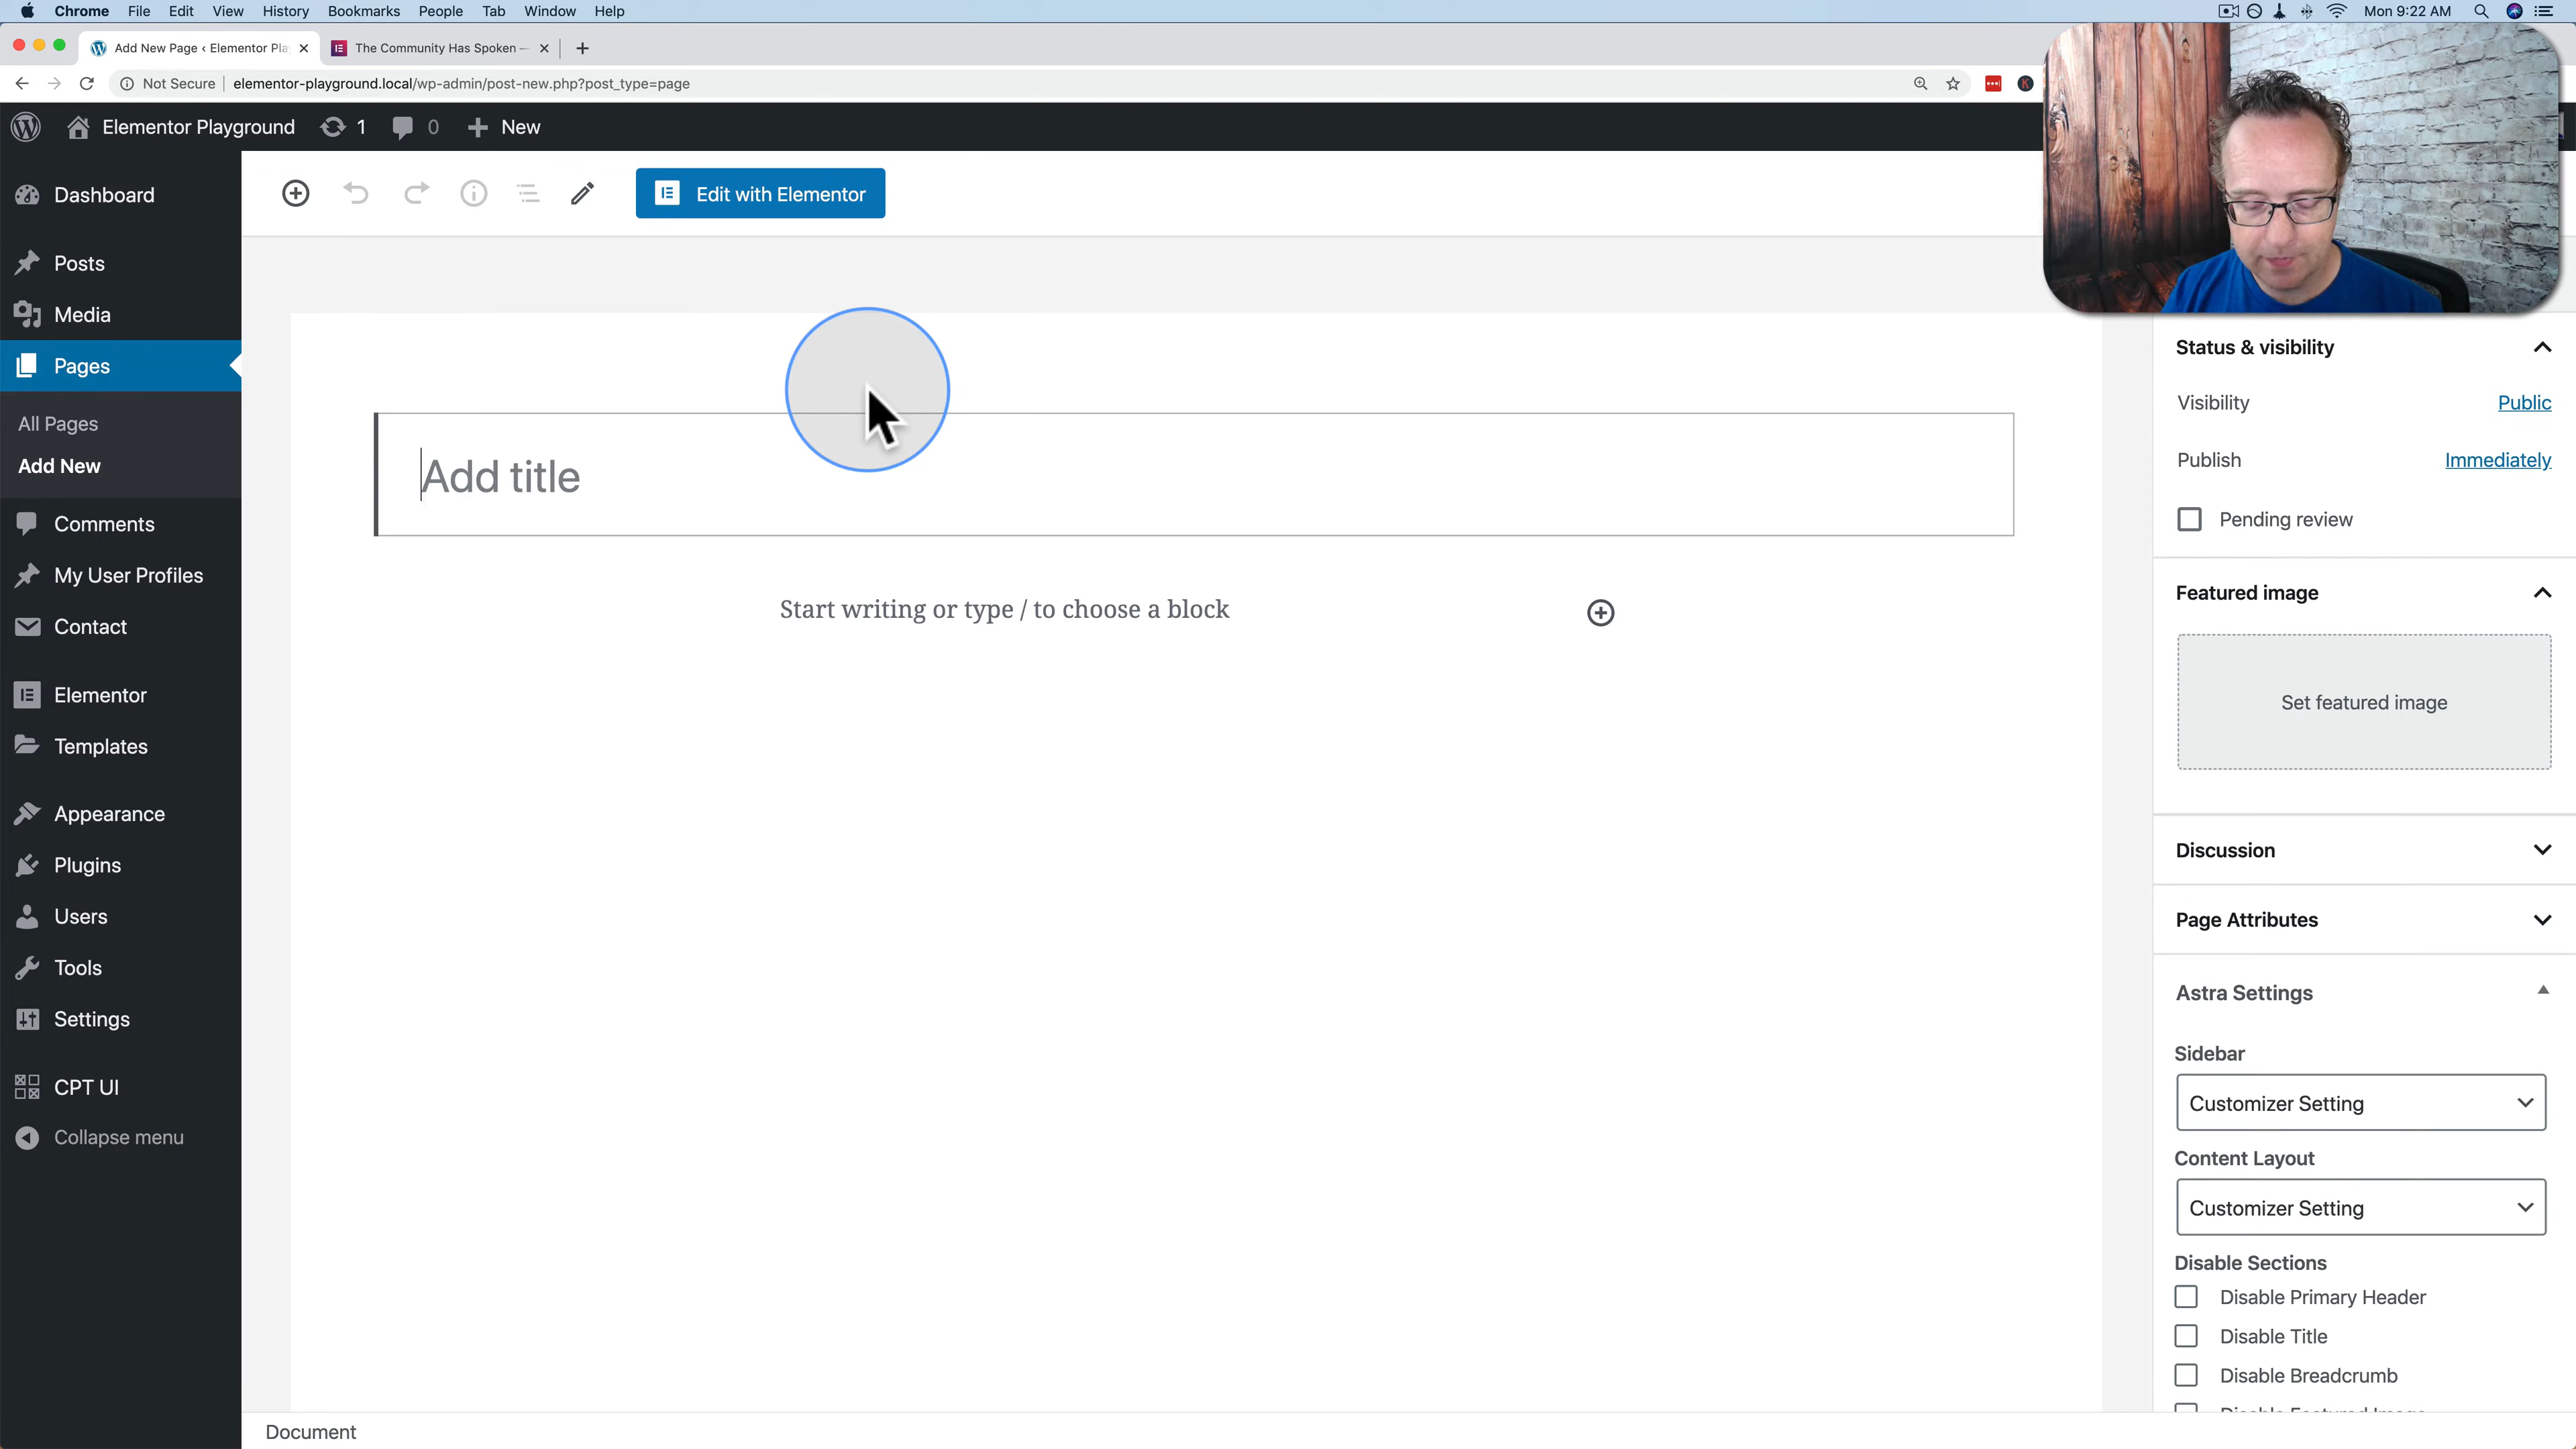 Chrome File Edit View History Bookmarks People Tab Window Help Mon 9:22 AM
Add New Page ‹ Elementor Pla The Community Has Spoken –
Not Secure elementor-playground.local/wp-admin/post-new.php?post_type=page
K
Elementor Playground 1 0 New
Dashboard
Edit with Elementor
Posts
Media
Pages
All Pages
Add New
Comments
My User Profiles
Contact
Elementor
Templates
Appearance
Plugins
Users
Tools
Settings
CPT UI
Collapse menu
Add title
Start writing or type / to choose a block
Document
Status & visibility
Visibility Public
Publish Immediately
Pending review
Featured image
Set featured image
Discussion
Page Attributes
Astra Settings
Sidebar
Customizer Setting
Content Layout
Customizer Setting
Disable Sections
Disable Primary Header
Disable Title
Disable Breadcrumb